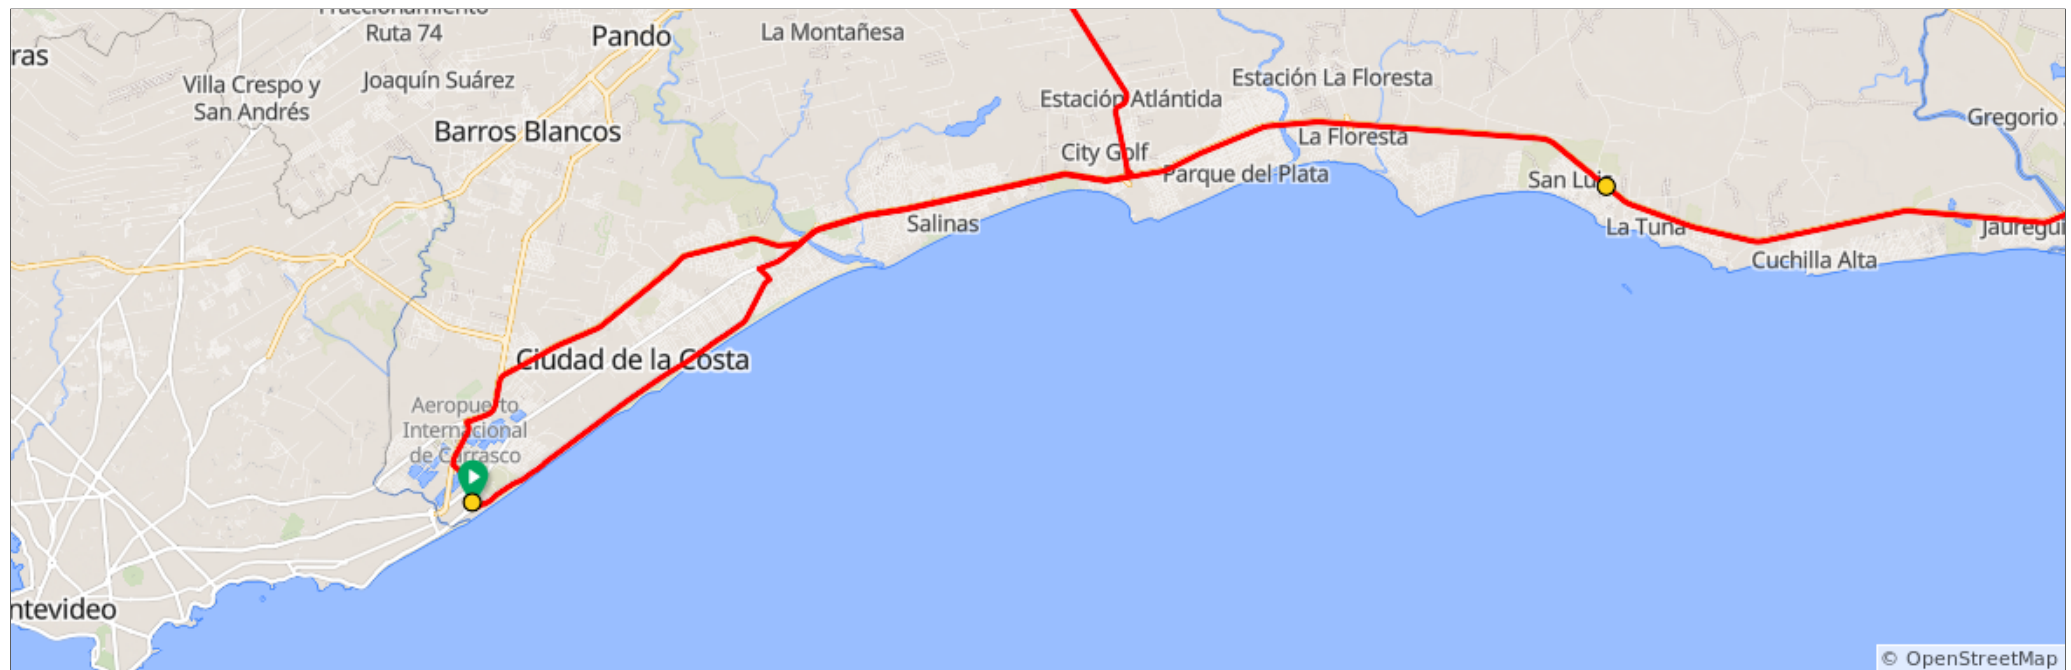 Fraccionamiento
Ruta 74
Pando
La Montañesa
ras
Villa Crespo y
San Andrés
Joaquín Suárez
Estación La Floresta
Estación Atlántida
Gregorio
Barros Blancos
La Floresta
City Golf
Parque del Plata
San Luis
Salinas
La Tuna
Jauregui
Cuchilla Alta
Ciudad de la Costa
Aeropuerto
Internacional
de Carrasco
ntevideo
© OpenStreetMap